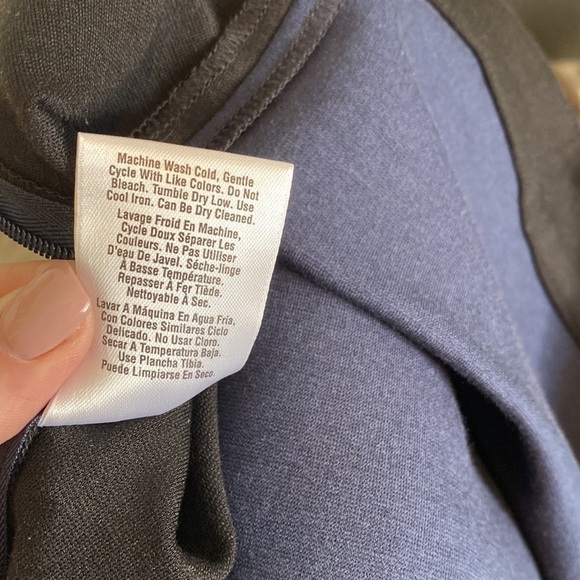 Machine Wash Cold, Gentle
Cycle With Like Colors. Do Not
Bleach. Tumble Dry Low. Use
Cool Iron. Can Be Dry Cleaned.
Lavage Froid En Machine,
Cycle Doux Séparer Les
Couleurs. Ne Pas Utiliser
D'eau De Javel. Séche-linge
À Basse Température.
Repasser À Fer Tiède.
Nettoyable À Sec.
Lavar A Máquina En Agua Fría,
Con Colores Similares Ciclo
Delicado. No Usar Cloro.
Secar A Temperatura Baja.
Use Plancha Tibia.
Puede Limpiarse En Seco.